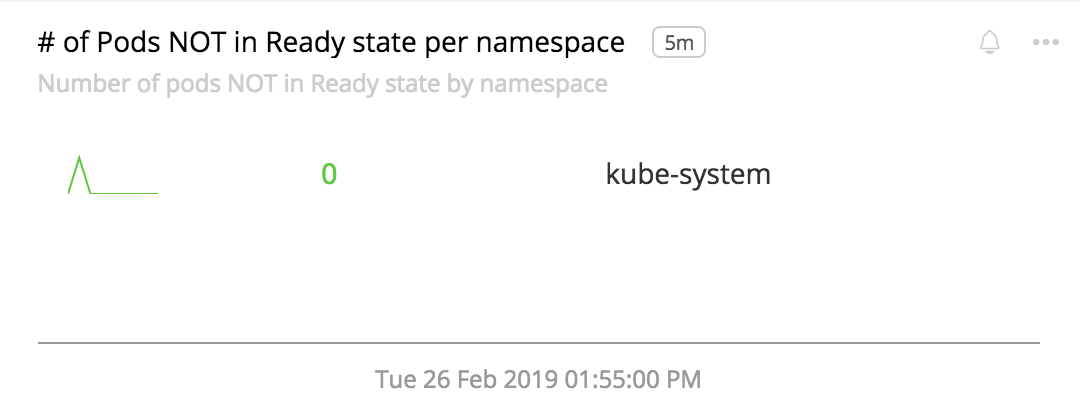 # of Pods NOT in Ready state per namespace 5m
Number of pods NOT in Ready state by namespace
0 kube-system
Tue 26 Feb 2019 01:55:00 PM